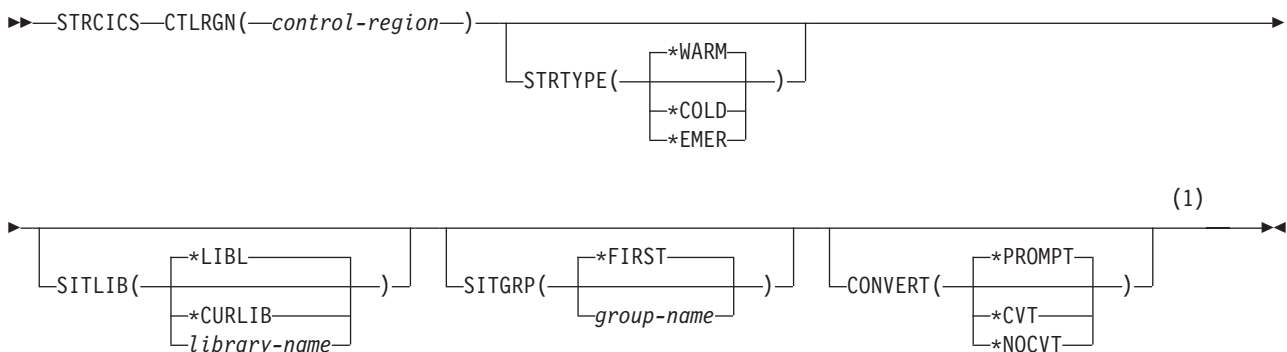 STRCICS CTLRGN( control-region )
*WARM
STRTYPE( )
*COLD
*EMER
(1)
*LIBL *FIRST *PROMPT
SITLIB( ) SITGRP( ) CONVERT( )
*CURLIB group-name *CVT
library-name *NOCVT